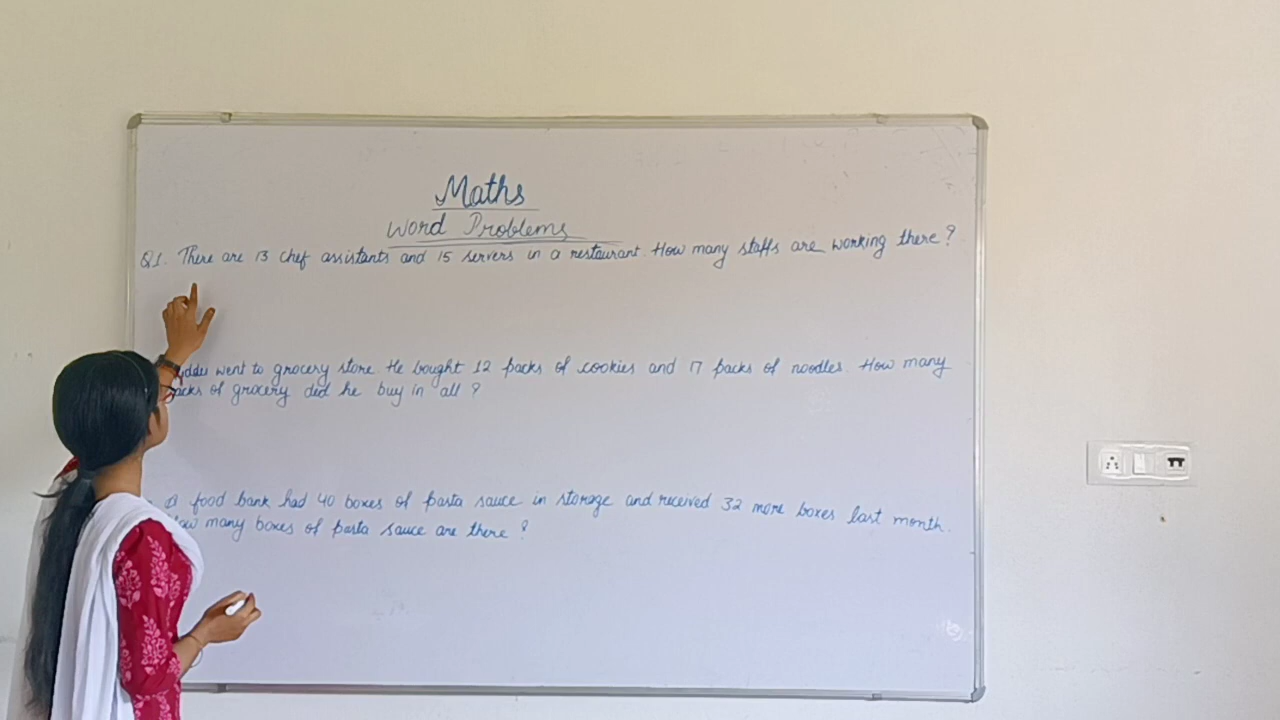 Maths
Word Problems
Q1. There are 13 chef assistants and 15 servers in a restaurant. How many staffs are working there?
went to grocery store. He bought 12 packs of cookies and 17 packs of noodles. How many
of grocery did he buy in all?
A food bank had 40 boxes of pasta sauce in storage and received 32 more boxes last month.
many boxes of pasta sauce are there?